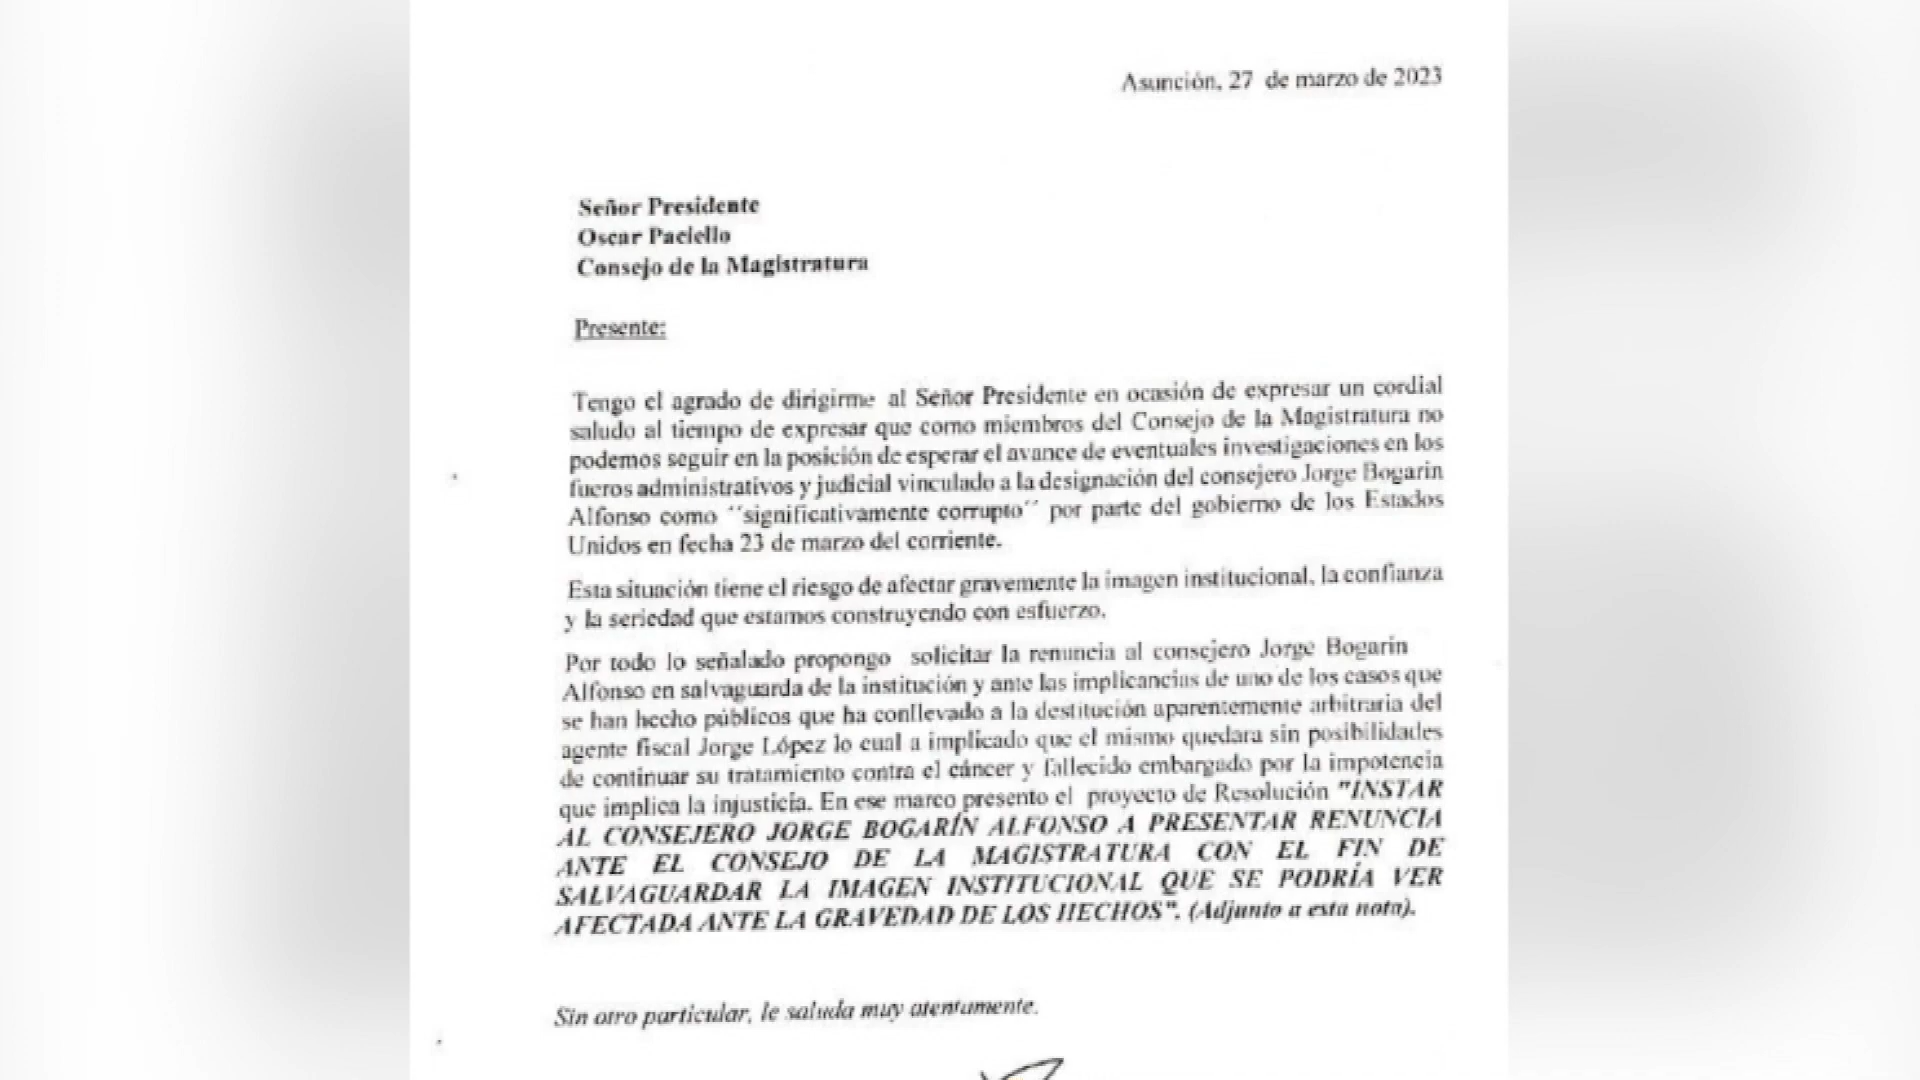 Asunción, 27 de marzo de 2023
Señor Presidente
Oscar Paciello
Consejo de la Magistratura
Presente:
Tengo el agrado de dirigirme al Señor Presidente en ocasión de expresar un cordial
saludo al tiempo de expresar que como miembros del Consejo de la Magistratura no
podemos seguir en la posición de esperar el avance de eventuales investigaciones en los
fueros administrativos y judicial vinculado a la designación del consejero Jorge Bogarin
Alfonso como ´´significativamente corrupto´´ por parte del gobierno de los Estados
Unidos en fecha 23 de marzo del corriente.
Esta situación tiene el riesgo de afectar gravemente la imagen institucional, la confianza
y la seriedad que estamos construyendo con esfuerzo.
Por todo lo señalado propongo solicitar la renuncia al consejero Jorge Bogarin
Alfonso en salvaguarda de la institución y ante las implicancias de uno de los casos que
se han hecho públicos que ha conllevado a la destitución aparentemente arbitraria del
agente fiscal Jorge López lo cual a implicado que el mismo quedara sin posibilidades
de continuar su tratamiento contra el cáncer y fallecido embargado por la impotencia
que implica la injusticia. En ese marco presento el proyecto de Resolución "INSTAR
AL CONSEJERO JORGE BOGARÍN ALFONSO A PRESENTAR RENUNCIA
ANTE EL CONSEJO DE LA MAGISTRATURA CON EL FIN DE
SALVAGUARDAR LA IMAGEN INSTITUCIONAL QUE SE PODRÍA VER
AFECTADA ANTE LA GRAVEDAD DE LOS HECHOS". (Adjunto a esta nota).
Sin otro particular, le saluda muy atentamente.